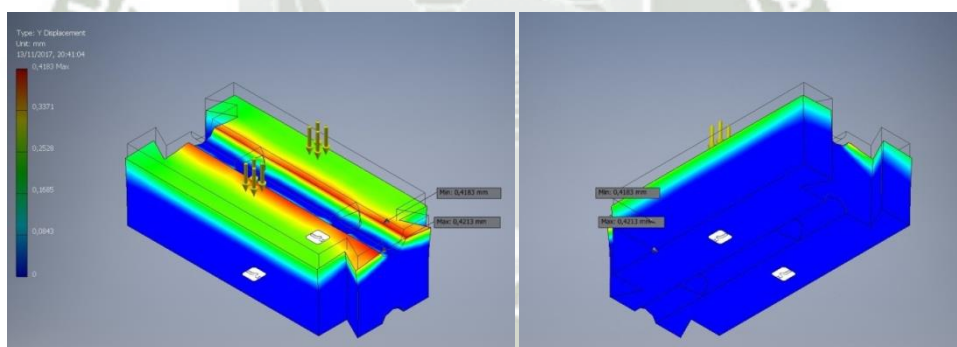 Type: Y Displacement
Unit: mm
13/11/2017, 20:41:04
0,4183 Max
0,3371
0,2528
0,1685
0,0843
0
Min: 0,4183 mm
Max: 0,4213 mm
Min: 0,4183 mm
Max: 0,4213 mm